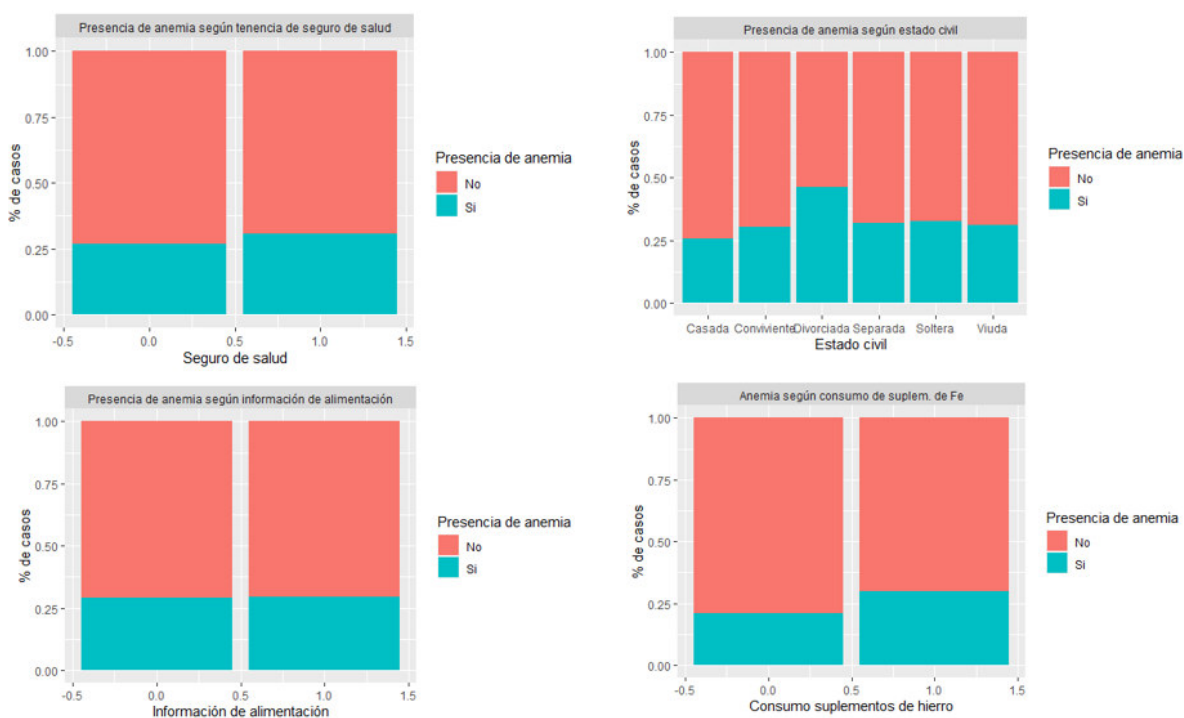 Presencia de anemia según tenencia de seguro de salud
1.00
0.75
0.50
0.25
0.00
% de casos
-0.5 0.0 0.5 1.0 1.5
Seguro de salud
Presencia de anemia
No
Si
Presencia de anemia según estado civil
1.00
0.75
0.50
0.25
0.00
% de casos
Casada Conviviente Divorciada Separada Soltera Viuda
Estado civil
Presencia de anemia
No
Si
Presencia de anemia según información de alimentación
1.00
0.75
0.50
0.25
0.00
% de casos
-0.5 0.0 0.5 1.0 1.5
Información de alimentación
Presencia de anemia
No
Si
Anemia según consumo de suplem. de Fe
1.00
0.75
0.50
0.25
0.00
% de casos
-0.5 0.0 0.5 1.0 1.5
Consumo suplementos de hierro
Presencia de anemia
No
Si